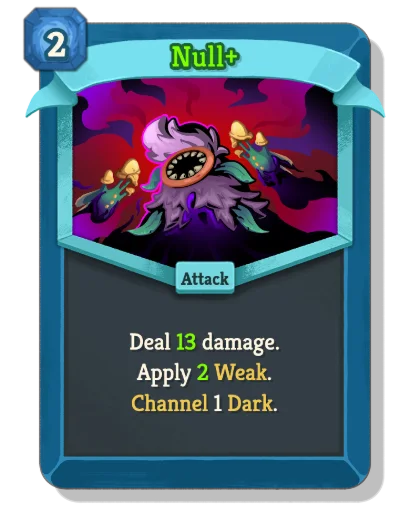 2
Null+
Attack
Deal 13 damage.
Apply 2 Weak.
Channel 1 Dark.